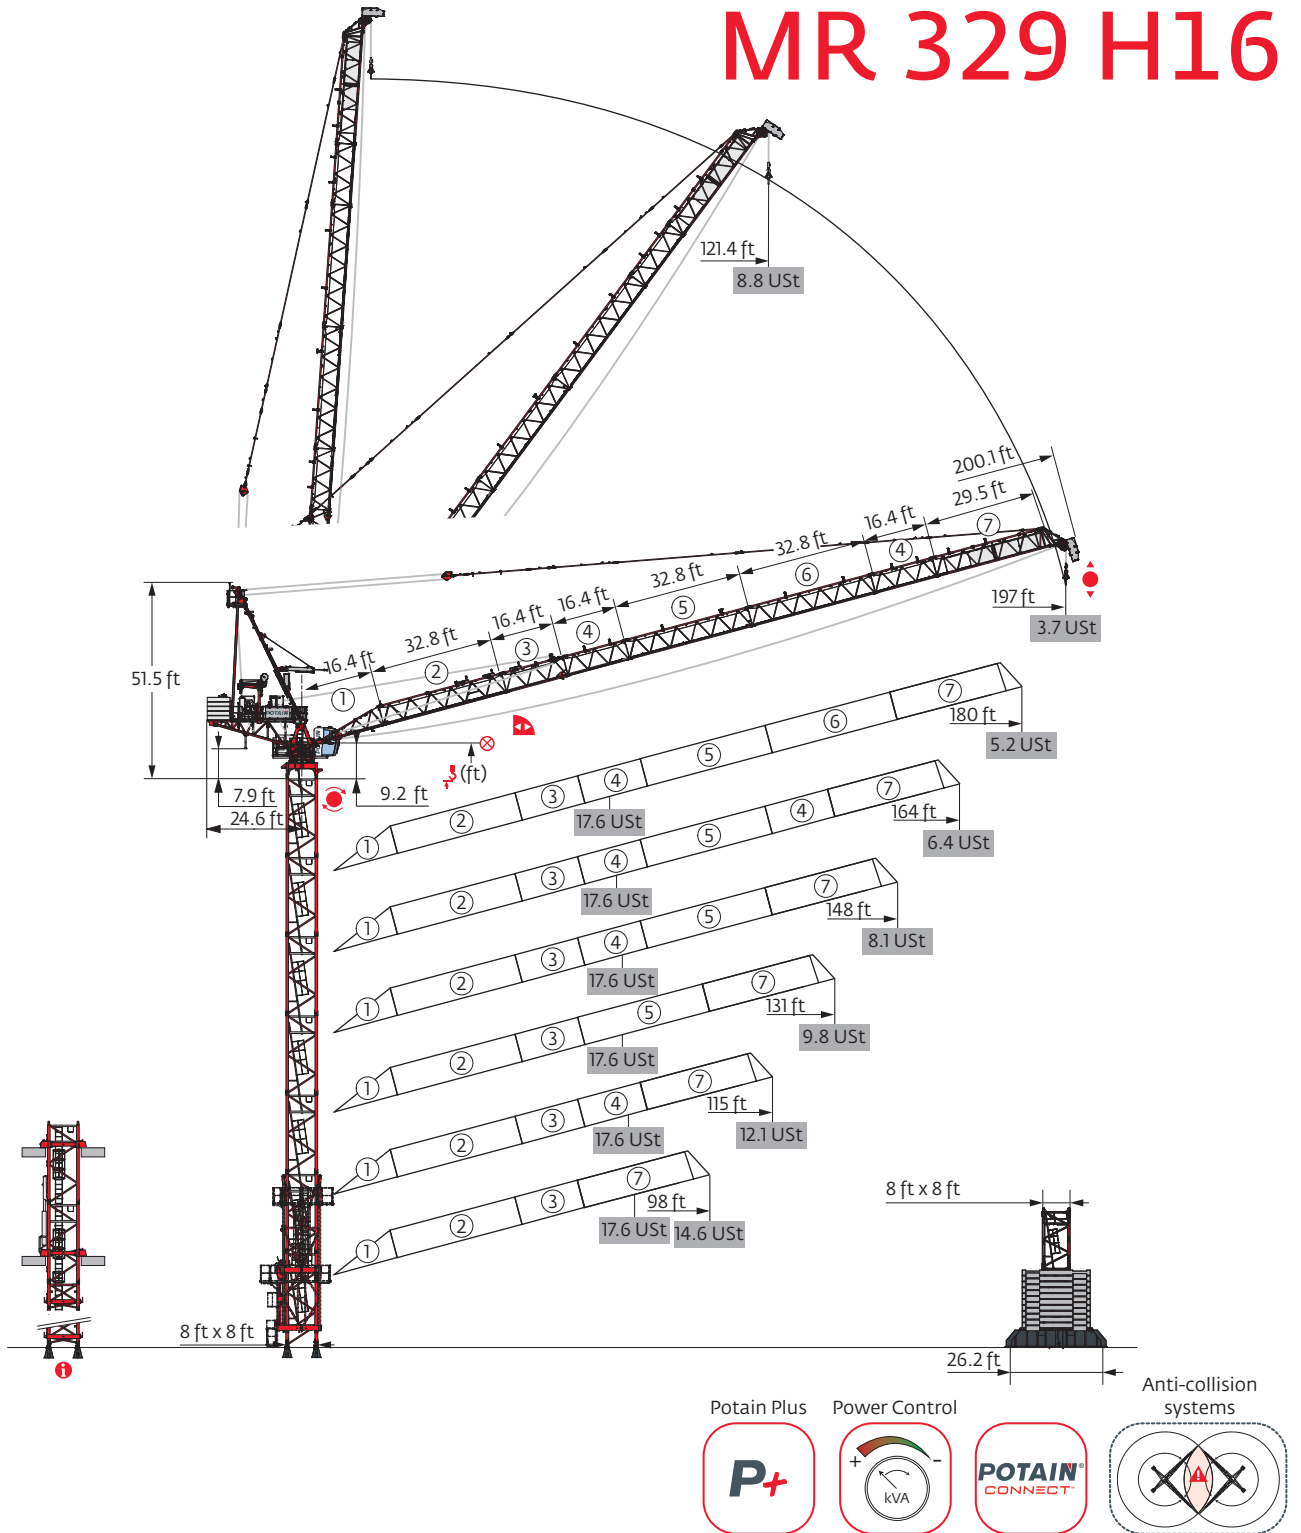 MR 329 H16
121.4 ft
8.8 USt
200.1 ft
29.5 ft
16.4 ft
32.8 ft
32.8 ft
16.4 ft
16.4 ft
32.8 ft
16.4 ft
7
4
6
5
4
3
2
1
197 ft
3.7 USt
51.5 ft
POTAIN
(ft)
7.9 ft
9.2 ft
24.6 ft
1 2 3 4 5 6 7
180 ft
5.2 USt
17.6 USt
1 2 3 4 5 4 7
164 ft
6.4 USt
17.6 USt
1 2 3 4 5 7
148 ft
8.1 USt
17.6 USt
1 2 3 5 7
131 ft
9.8 USt
17.6 USt
1 2 3 4 7
115 ft
12.1 USt
17.6 USt
1 2 3 7
98 ft
17.6 USt
14.6 USt
8 ft x 8 ft
8 ft x 8 ft
i
26.2 ft
Potain Plus
Power Control
Anti-collision
systems
P+
+ -
kVA
POTAIN®
CONNECT™